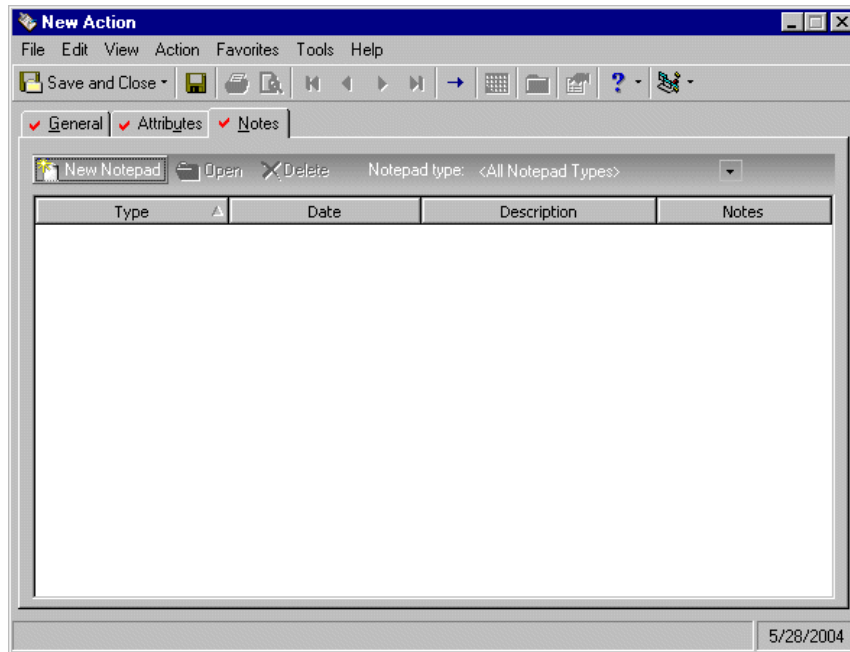 New Action
File Edit View Action Favorites Tools Help
Save and Close ?
General Attributes Notes
New Notepad Open Delete Notepad type: <All Notepad Types>
Type Date Description Notes
5/28/2004